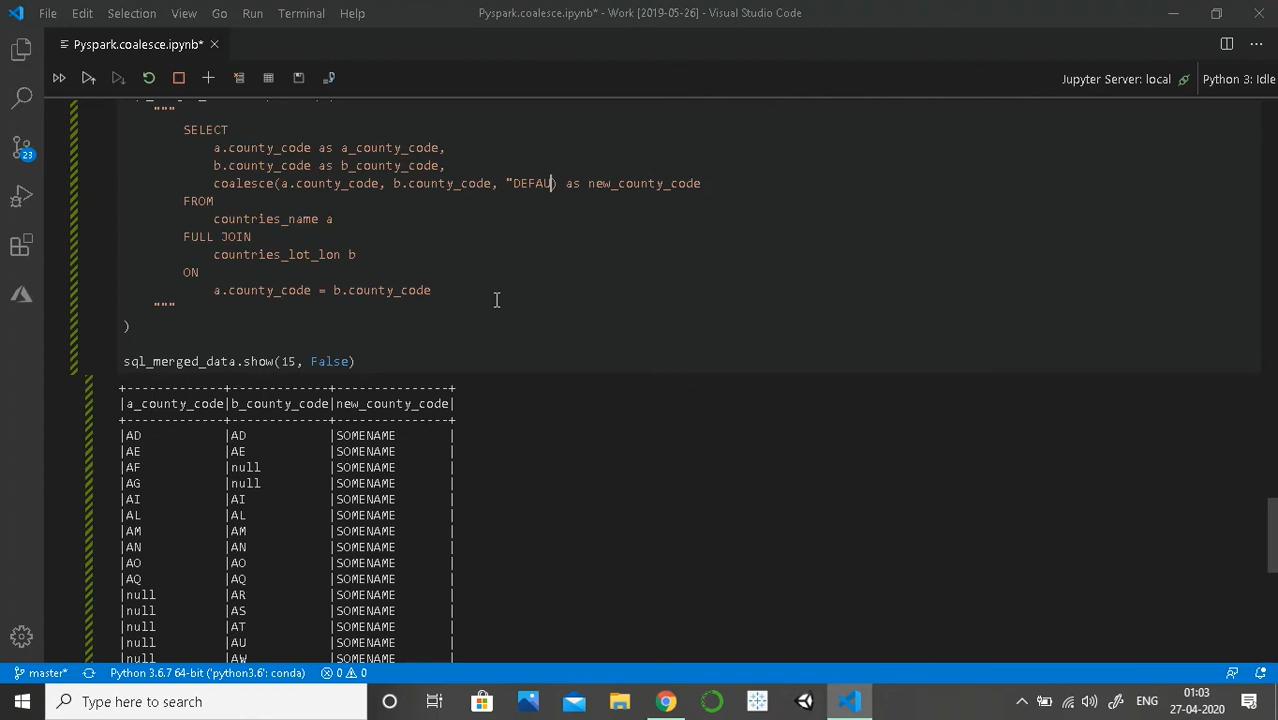 File Edit Selection View Go Run Terminal Help Pyspark.coalesce.ipynb* - Work [2019-05-26] - Visual Studio Code
Pyspark.coalesce.ipynb*
Jupyter Server: local Python 3: Idle
"""
SELECT
a.county_code as a_county_code,
b.county_code as b_county_code,
coalesce(a.county_code, b.county_code, "DEFAU) as new_county_code
FROM
countries_name a
FULL JOIN
countries_lot_lon b
ON
a.county_code = b.county_code
"""
)
sql_merged_data.show(15, False)
+-------------+-------------+---------------+
|a_county_code|b_county_code|new_county_code|
+-------------+-------------+---------------+
|AD |AD |SOMENAME |
|AE |AE |SOMENAME |
|AF |null |SOMENAME |
|AG |null |SOMENAME |
|AI |AI |SOMENAME |
|AL |AL |SOMENAME |
|AM |AM |SOMENAME |
|AN |AN |SOMENAME |
|AO |AO |SOMENAME |
|AQ |AQ |SOMENAME |
|null |AR |SOMENAME |
|null |AS |SOMENAME |
|null |AT |SOMENAME |
|null |AU |SOMENAME |
|null |AW |SOMENAME |
23
master* Python 3.6.7 64-bit ('python3.6': conda) 0 0
Type here to search ENG 01:03
27-04-2020